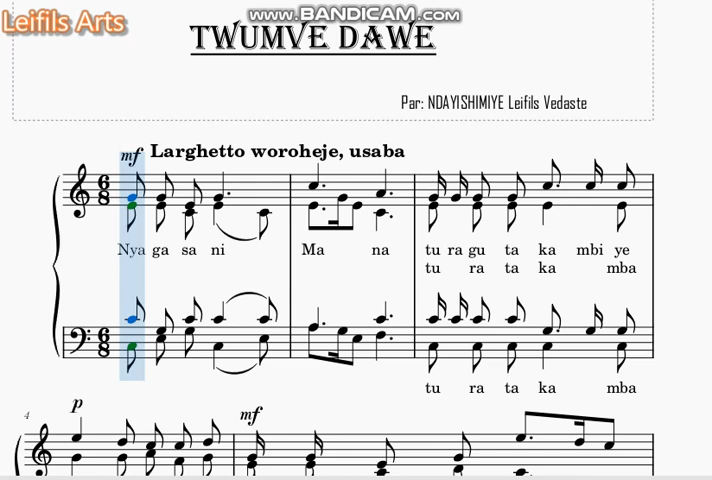 www.BANDICAM.com
Leifils Arts
TWUMVE DAWE
Par: NDAYISHIMIYE Leifils Vedaste
mf Larghetto woroheje, usaba
6 8
Nya ga sa ni Ma na tu ra gu ta ka mbi ye
tu ra ta ka mba
6 8
tu ra ta ka mba
4 p mf